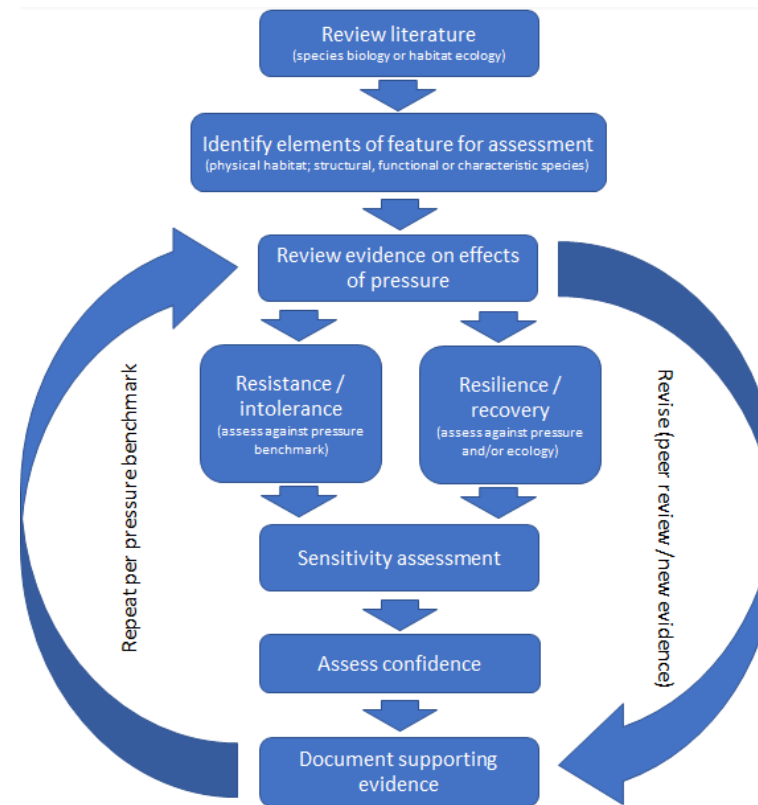 Review literature
(species biology or habitat ecology)
Identify elements of feature for assessment
(physical habitat; structural, functional or characteristic species)
Review evidence on effects
of pressure
Resistance /
intolerance
(assess against pressure
benchmark)
Resilience /
recovery
(assess against pressure
and/or ecology)
Sensitivity assessment
Assess confidence
Document supporting
evidence
Repeat per pressure benchmark
Revise (peer review /new evidence)